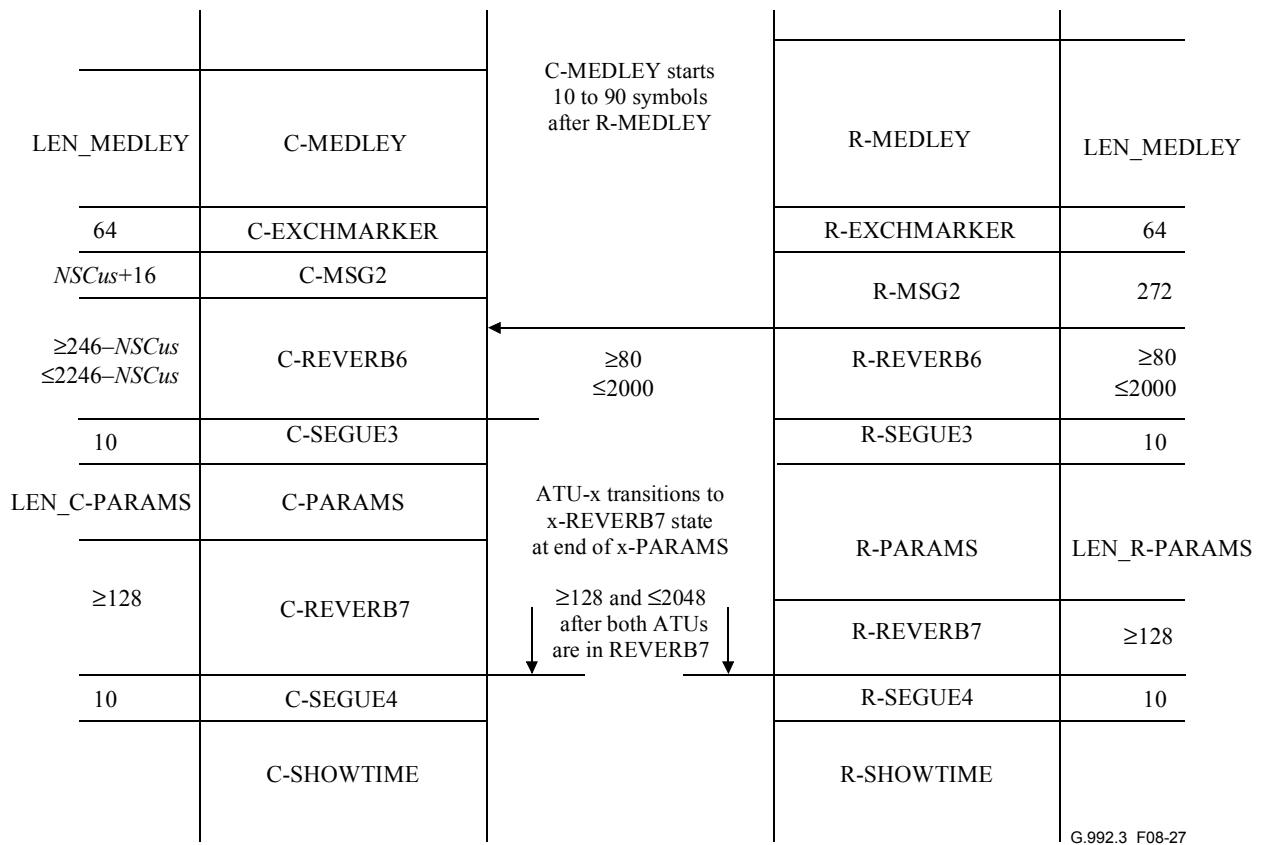 C-MEDLEY starts
10 to 90 symbols
after R-MEDLEY
LEN_MEDLEY
C-MEDLEY
R-MEDLEY
LEN_MEDLEY
64
C-EXCHMARKER
R-EXCHMARKER
64
NSCus+16
C-MSG2
R-MSG2
272
≥246–NSCus
≤2246–NSCus
C-REVERB6
≥80
≤2000
R-REVERB6
≥80
≤2000
10
C-SEGUE3
R-SEGUE3
10
LEN_C-PARAMS
C-PARAMS
ATU-x transitions to
x-REVERB7 state
at end of x-PARAMS
R-PARAMS
LEN_R-PARAMS
≥128
C-REVERB7
≥128 and ≤2048
after both ATUs
are in REVERB7
R-REVERB7
≥128
10
C-SEGUE4
R-SEGUE4
10
C-SHOWTIME
R-SHOWTIME
G.992.3_F08-27